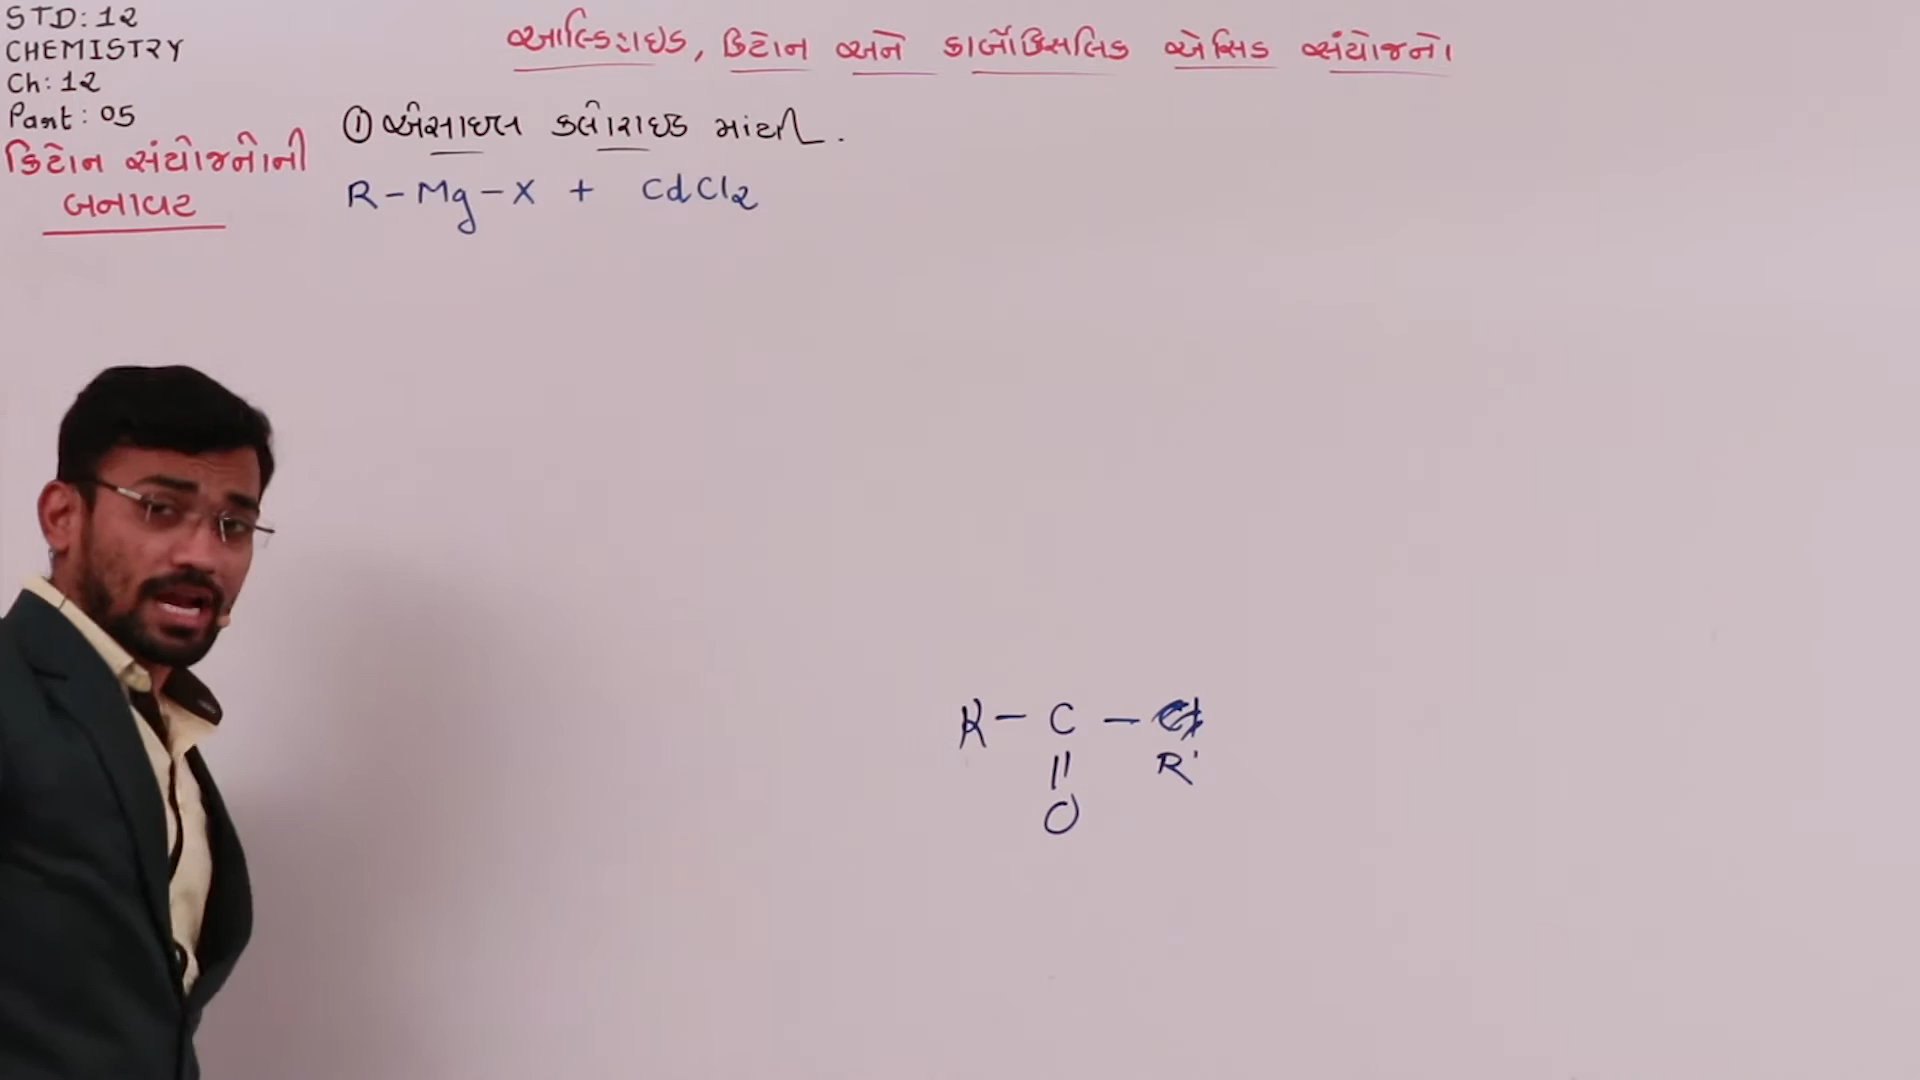 STD: 12
CHEMISTRY
Ch: 12
Part: 05
કિટોન સંયોજનોની
બનાવટ
આલ્ડિહાઇડ, કિટોન અને કાર્બોક્સિલિક એસિડ સંયોજનો
① એસાઇલ ક્લોરાઇડ માંથી.
R - Mg - X + CdCl2
R - C -
||
R'
O